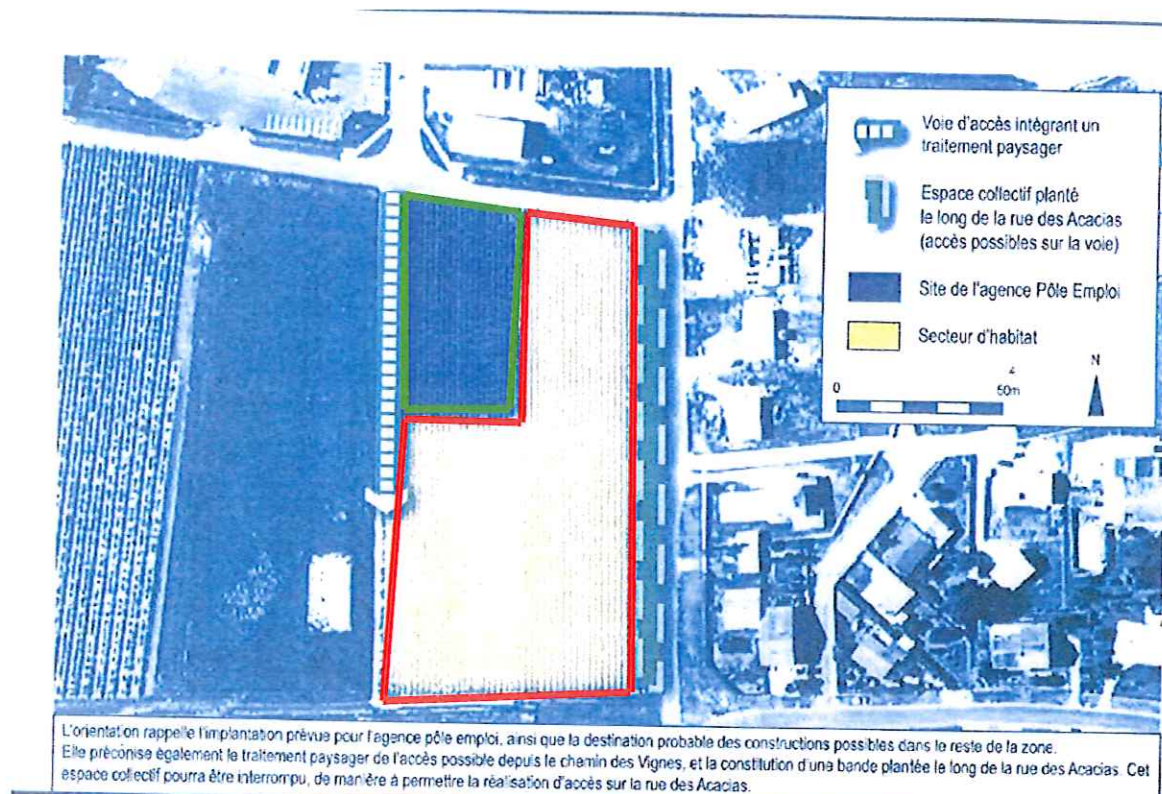 Voie d'accès intégrant un
traitement paysager
Espace collectif planté
le long de la rue des Acacias
(accès possibles sur la voie)
Site de l'agence Pôle Emploi
Secteur d'habitat
4
0
50m
N
L'orientation rappelle l'implantation prévue pour l'agence pôle emploi, ainsi que la destination probable des constructions possibles dans le reste de la zone.
Elle préconise également le traitement paysager de l'accès possible depuis le chemin des Vignes, et la constitution d'une bande plantée le long de la rue des Acacias. Cet
espace collectif pourra être interrompu, de manière à permettre la réalisation d'accès sur la rue des Acacias.